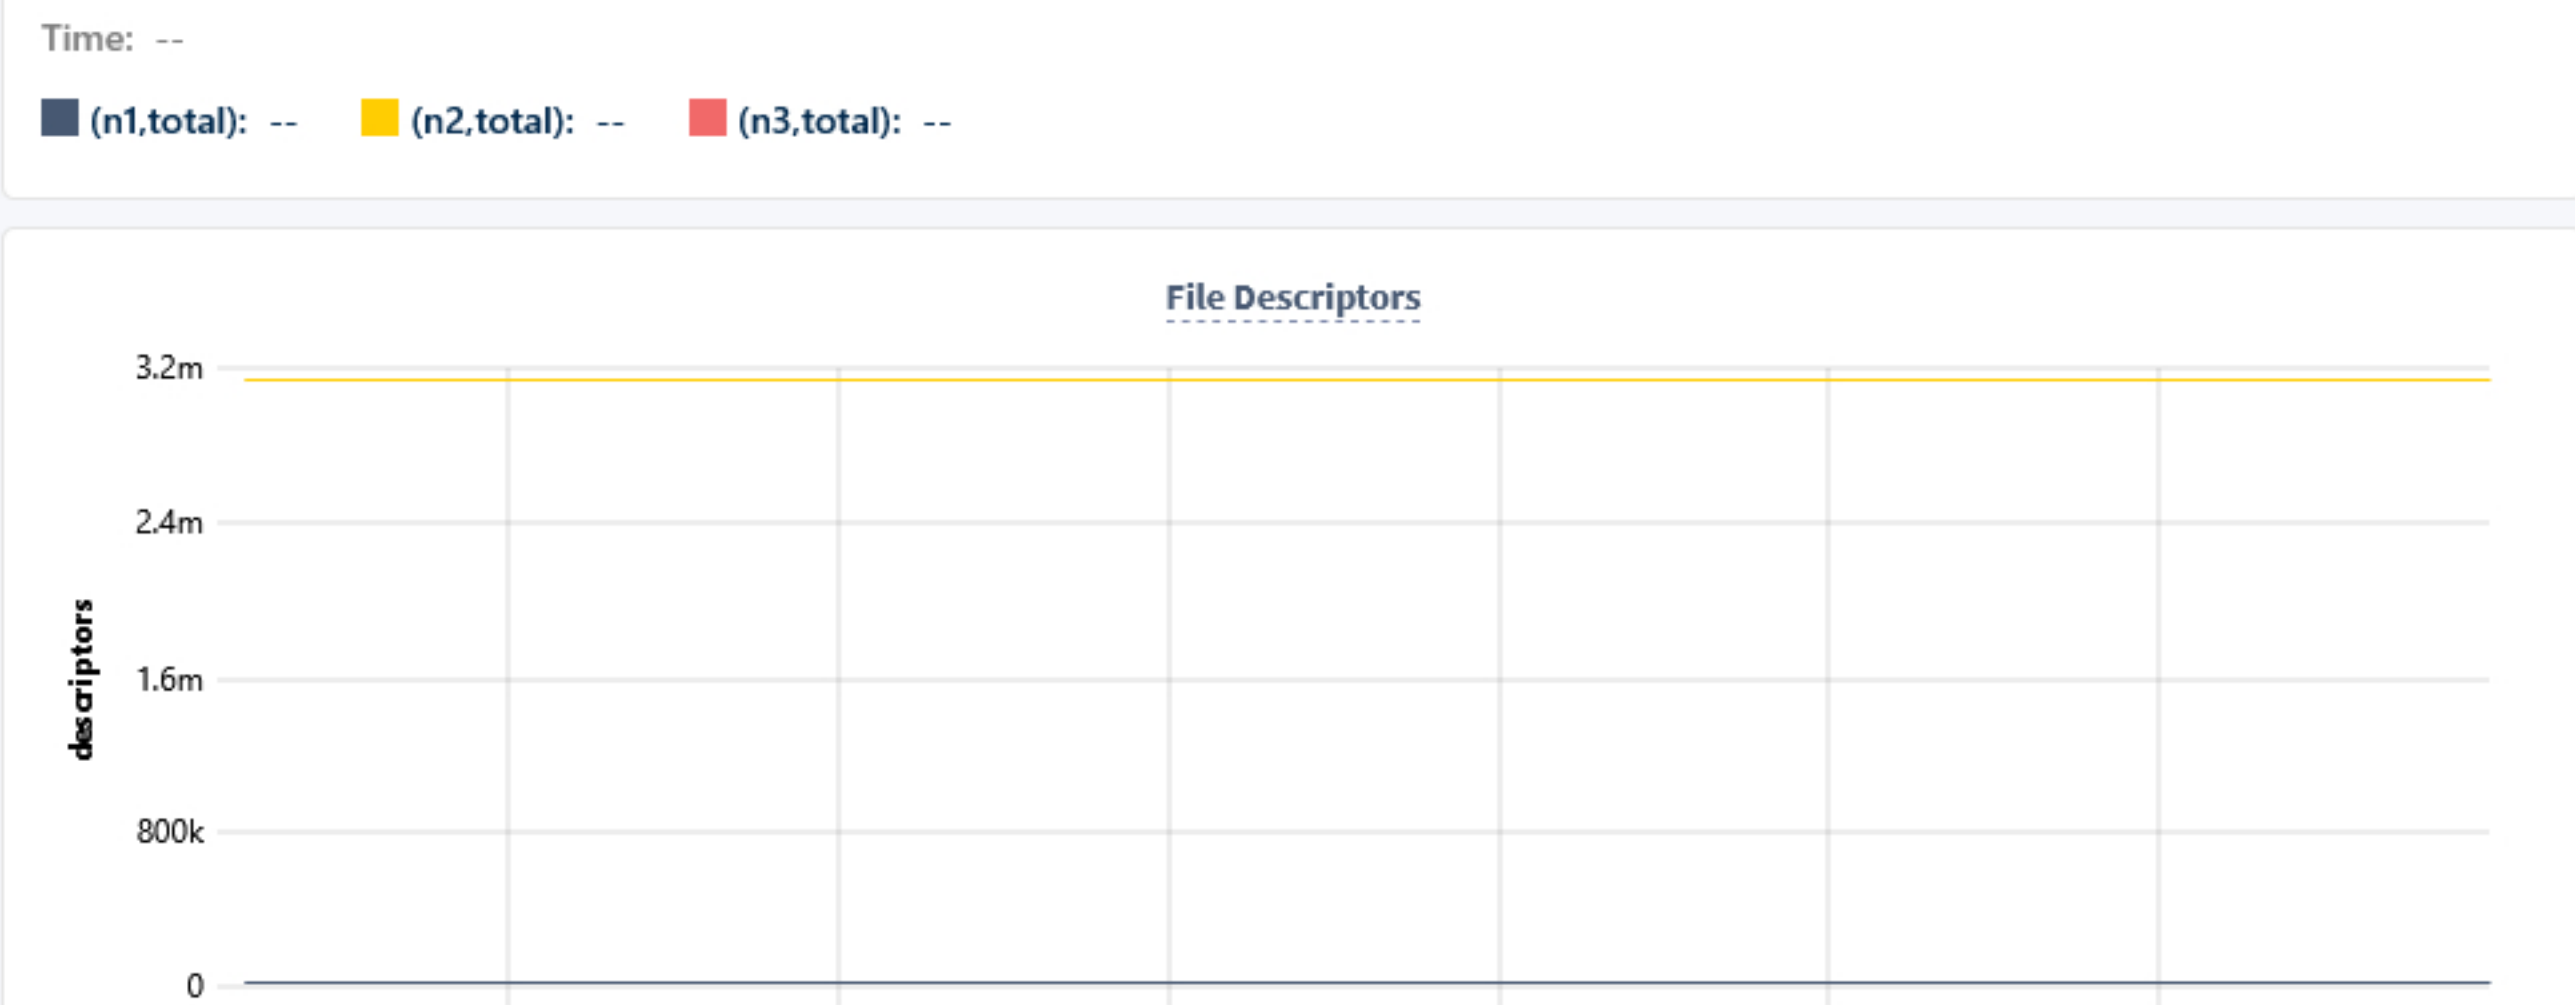 Time: --
(n1,total): -- (n2,total): -- (n3,total): --
File Descriptors
3.2m
2.4m
descriptors
1.6m
800k
0